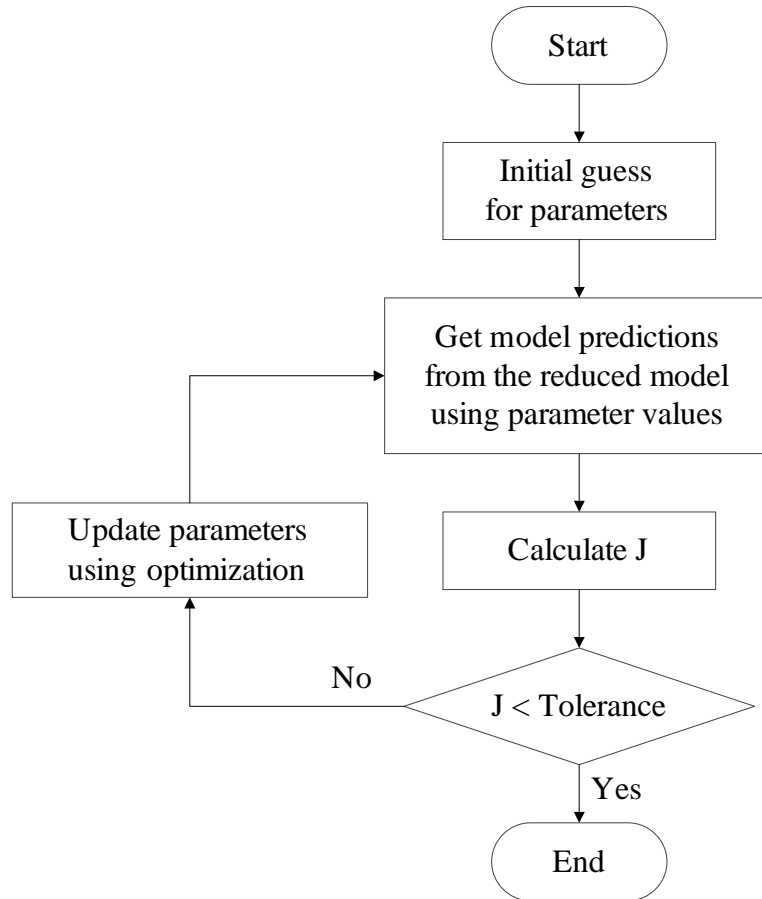 Start
Initial guess
for parameters
Get model predictions
from the reduced model
using parameter values
Update parameters
using optimization
Calculate J
No
J < Tolerance
Yes
End